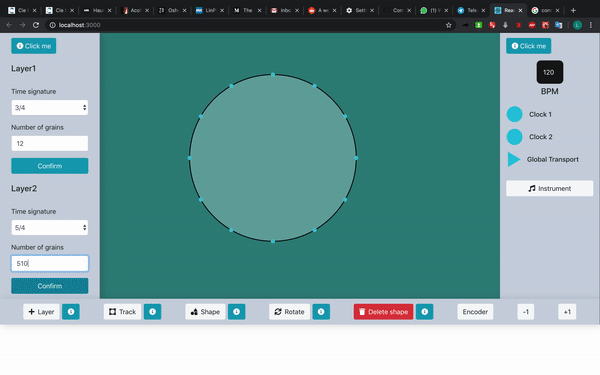 Cle
Cle
Hau
Acol
Osh
LinF
The
Inbo
A w
Sett
Con
(1) V
Tele
Rea
con
localhost:3000
Click me
Layer1
Time signature
3/4
Number of grains
12
Confirm
Layer2
Time signature
5/4
Number of grains
510
Confirm
Click me
120
BPM
Clock 1
Clock 2
Global Transport
Instrument
+ Layer
Track
Shape
Rotate
Delete shape
Encoder
-1
+1